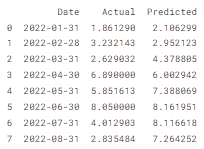 Date Actual Predicted
0 2022-01-31 1.861290 2.106299
1 2022-02-28 3.232143 2.952123
2 2022-03-31 2.629032 4.378805
3 2022-04-30 6.890000 6.002942
4 2022-05-31 5.851613 7.388069
5 2022-06-30 8.050000 8.161951
6 2022-07-31 4.012903 8.116618
7 2022-08-31 2.835484 7.264252